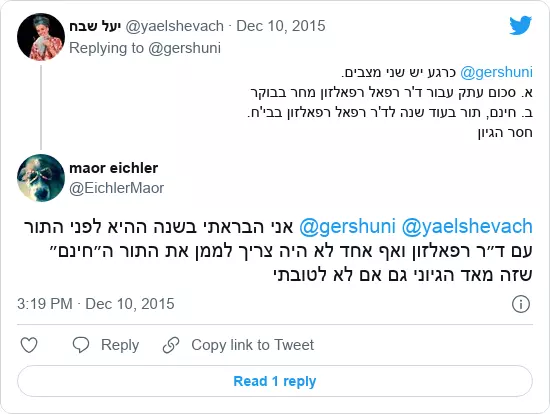 יעל שבח @yaelshevach · Dec 10, 2015
Replying to @gershuni
@gershuni כרגע יש שני מצבים.
א. סכום עתק עבור ד'ר רפאל רפאלזון מחר בבוקר
ב. חינם, תור בעוד שנה לד'ר רפאל רפאלזון בבי'ח.
חסר הגיון
maor eichler
@EichlerMaor
@gershuni @yaelshevach אני הבראתי בשנה ההיא לפני התור
עם ד״ר רפאלזון ואף אחד לא היה צריך לממן את התור ה״חינם״
שזה מאד הגיוני גם אם לא לטובתי
3:19 PM · Dec 10, 2015
Reply
Copy link to Tweet
Read 1 reply